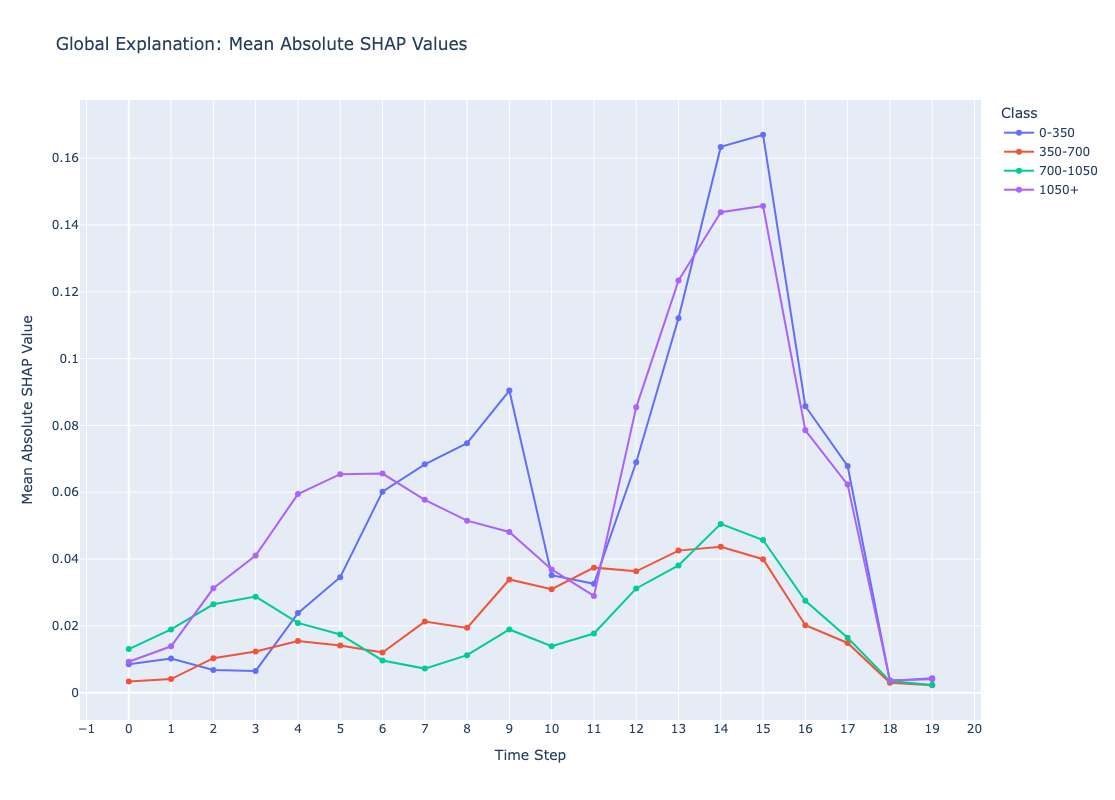 Global Explanation: Mean Absolute SHAP Values
Class
0-350
350-700
700-1050
1050+
Mean Absolute SHAP Value
0.16
0.14
0.12
0.1
0.08
0.06
0.04
0.02
0
−1 0 1 2 3 4 5 6 7 8 9 10 11 12 13 14 15 16 17 18 19 20
Time Step